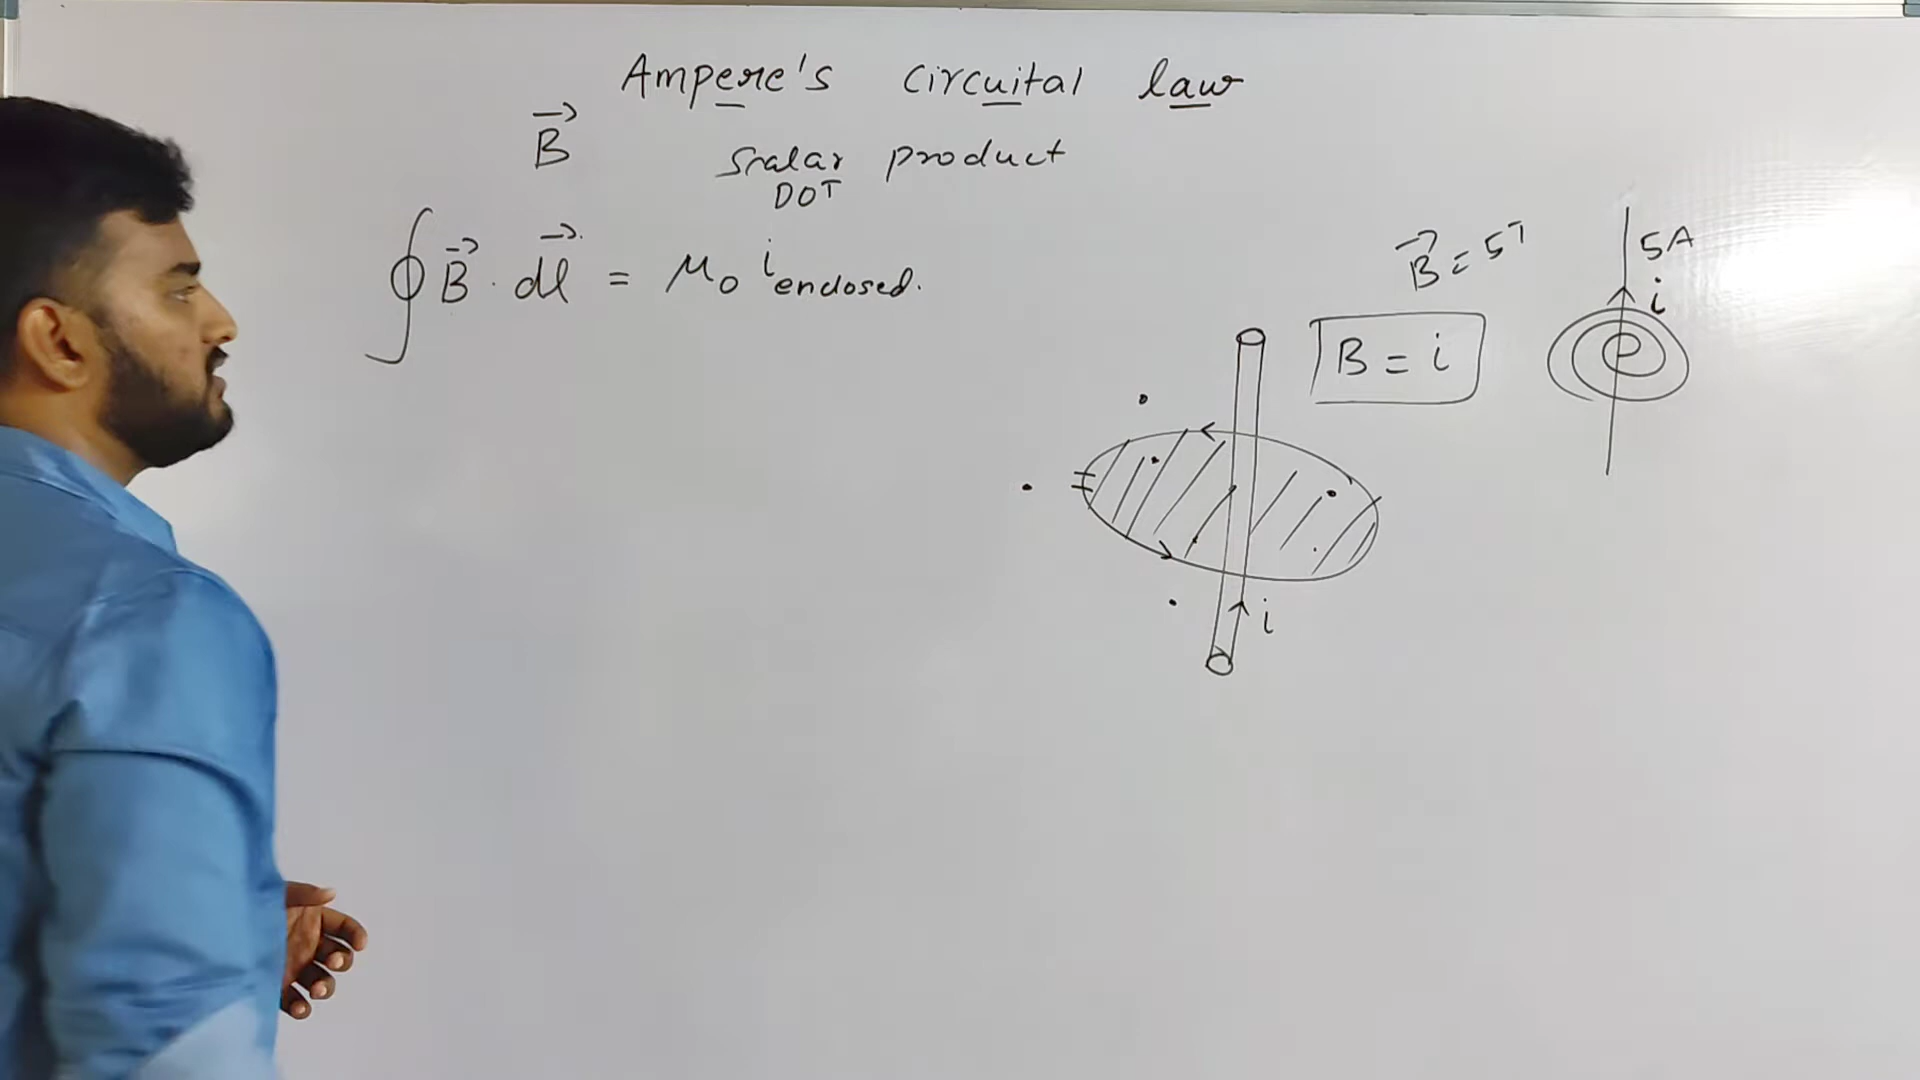 Ampere's circuital law
B⃗
Scalar product
DOT
∮ B⃗ · dl⃗ = μ₀ i enclosed.
B⃗ = 5T
5A
i
B = i
i